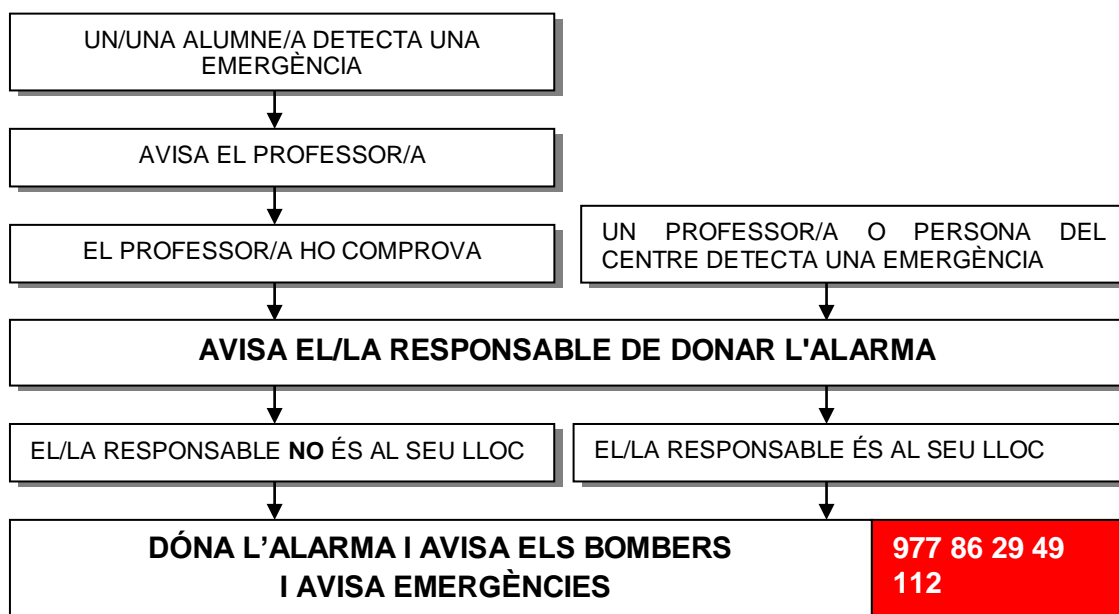 UN/UNA ALUMNE/A DETECTA UNA
EMERGÈNCIA
AVISA EL PROFESSOR/A
EL PROFESSOR/A HO COMPROVA
UN PROFESSOR/A O PERSONA DEL
CENTRE DETECTA UNA EMERGÈNCIA
AVISA EL/LA RESPONSABLE DE DONAR L'ALARMA
EL/LA RESPONSABLE NO ÉS AL SEU LLOC
EL/LA RESPONSABLE ÉS AL SEU LLOC
DÓNA L’ALARMA I AVISA ELS BOMBERS
I AVISA EMERGÈNCIES
977 86 29 49
112